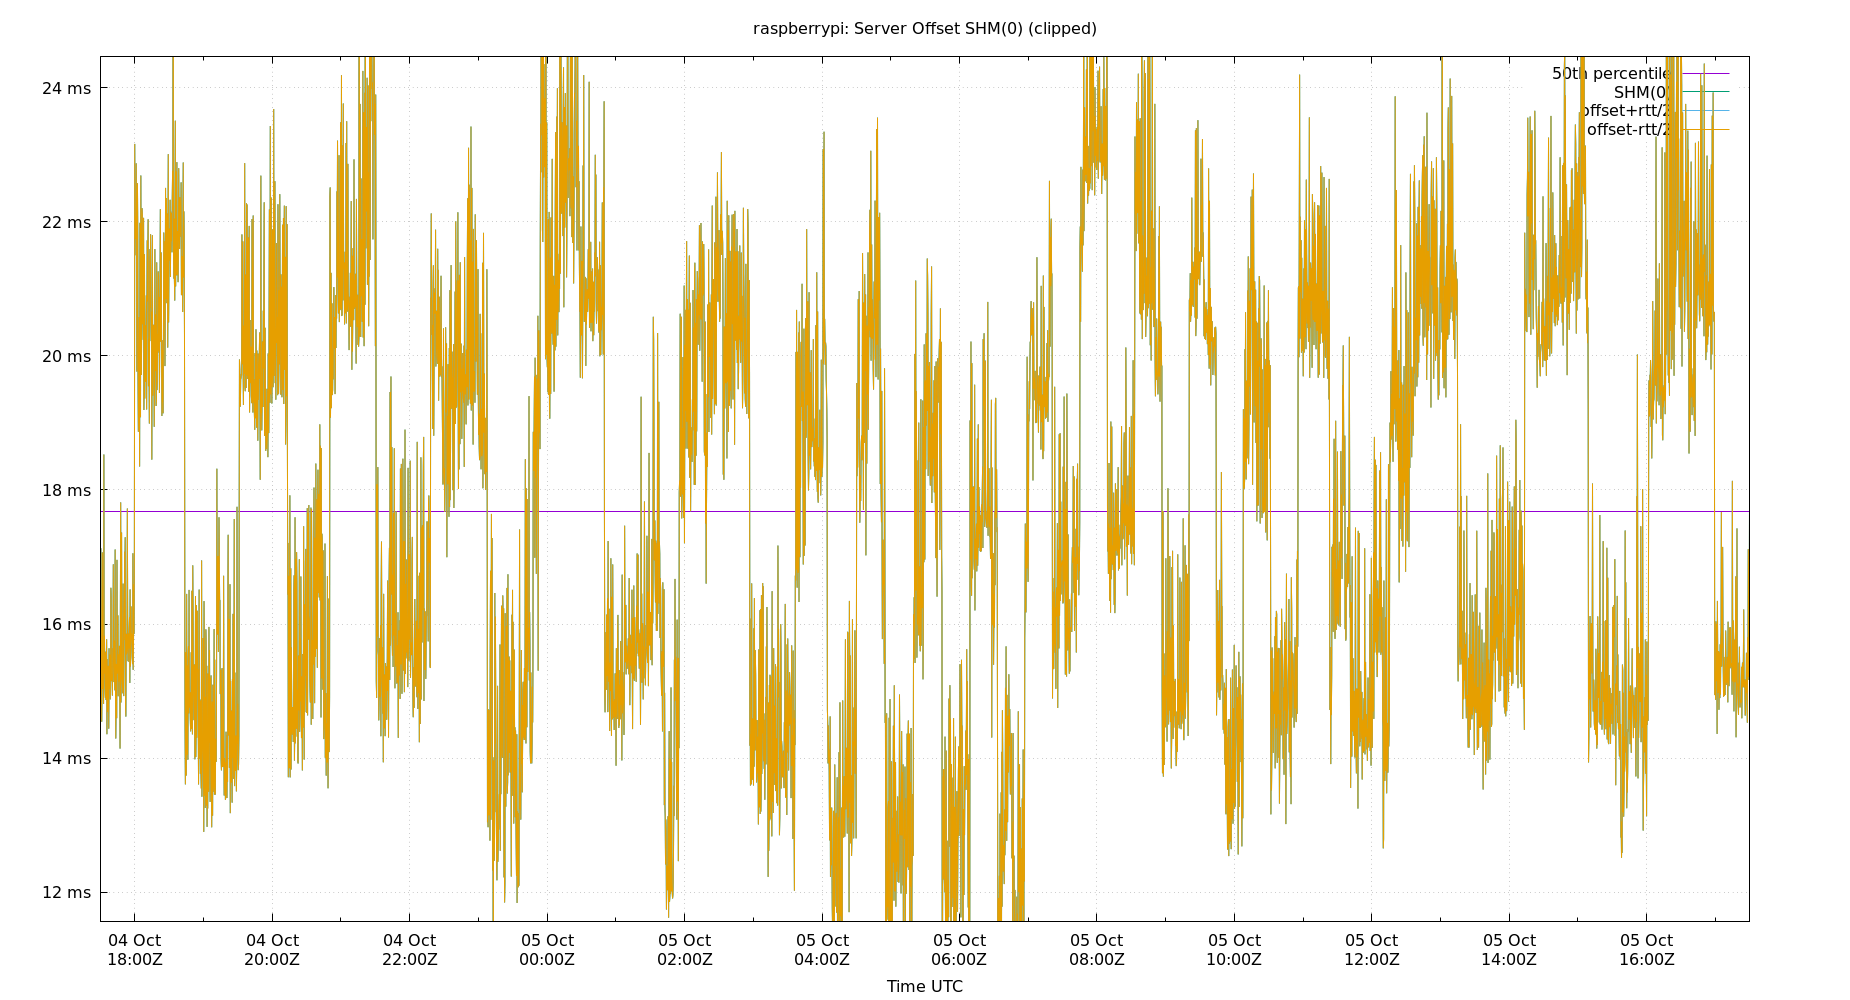 raspberrypi: Server Offset SHM(0) (clipped)
50th percentile
SHM(0)
offset+rtt/2
offset-rtt/2
24 ms
22 ms
20 ms
18 ms
16 ms
14 ms
12 ms
04 Oct 04 Oct 04 Oct 05 Oct 05 Oct 05 Oct 05 Oct 05 Oct 05 Oct 05 Oct 05 Oct 05 Oct
18:00Z 20:00Z 22:00Z 00:00Z 02:00Z 04:00Z 06:00Z 08:00Z 10:00Z 12:00Z 14:00Z 16:00Z
Time UTC